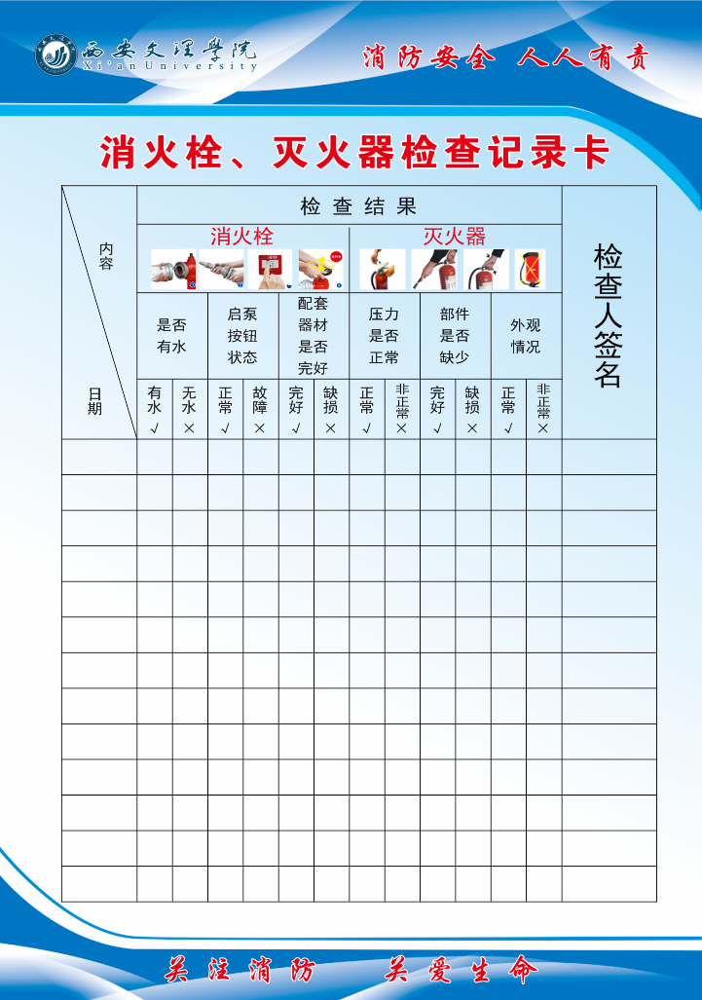 西安文理学院
Xi'an University
消防安全 人人有责
消火栓、灭火器检查记录卡
内容
日期
检查结果
检查人签名
消火栓
灭火器
是否有水
启泵按钮状态
配套器材是否完好
压力是否正常
部件是否缺少
外观情况
有水√
无水×
正常√
故障×
完好√
缺损×
正常√
非正常×
完好√
缺损×
正常√
非正常×
关注消防 关爱生命